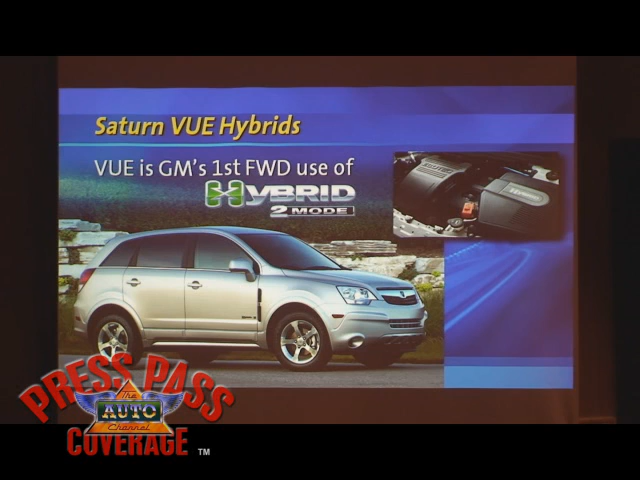 Saturn VUE Hybrids
VUE is GM's 1st FWD use of
HYBRID
2 MODE
PRESS PASS
The
AUTO
Channel
COVERAGE
TM